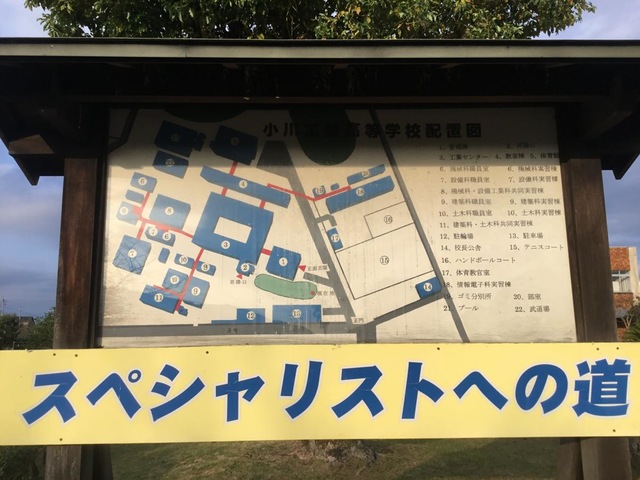 小川工業高等学校配置図
3、工業センター 4、教室棟 5、体育館
6、機械科職員室 6、機械科実習棟
7、設備科職員室 7、設備科実習棟
8、機械科・設備工業科共同実習棟
9、建築科職員室 9、建築科実習棟
10、土木科職員室 10、土木科実習棟
11、建築科・土木科共同実習棟
12、駐輪場 13、駐車場
14、校長公舎 15、テニスコート
16、ハンドボールコート
17、体育教官室
18、情報電子科実習棟
19、ゴミ分別所 20、部室
21、プール 22、武道場
正門
スペシャリストへの道